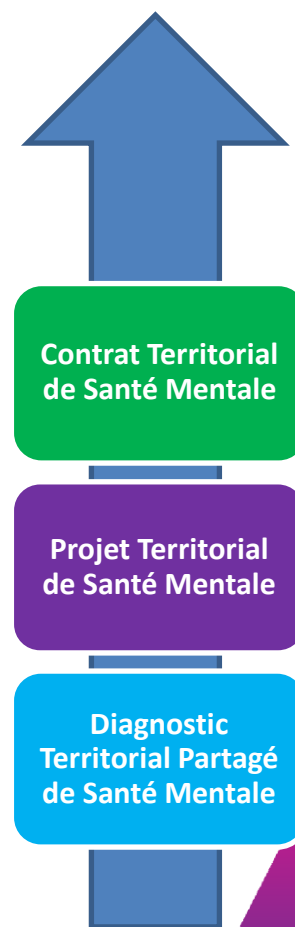 Contrat Territorial
de Santé Mentale
Projet Territorial
de Santé Mentale
Diagnostic
Territorial Partagé
de Santé Mentale